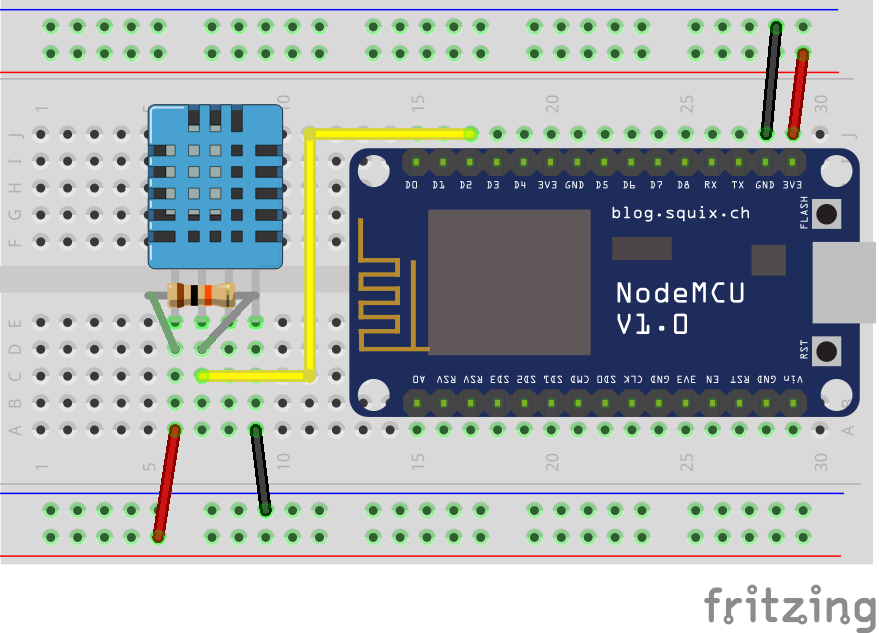 1 10 15 20 25 30
J J
I
H
G
F
D0 D1 D2 D3 D4 3V3 GND D5 D6 D7 D8 RX TX GND 3V3
blog.squix.ch
FLASH
NodeMCU
V1.0
RST
A0 RSV RSV SD3 SD2 SD1 CMD SD0 CLK GND 3V3 EN RST GND Vin
E
D
C
B B
A A
1 5 10 15 20 25 30
fritzing